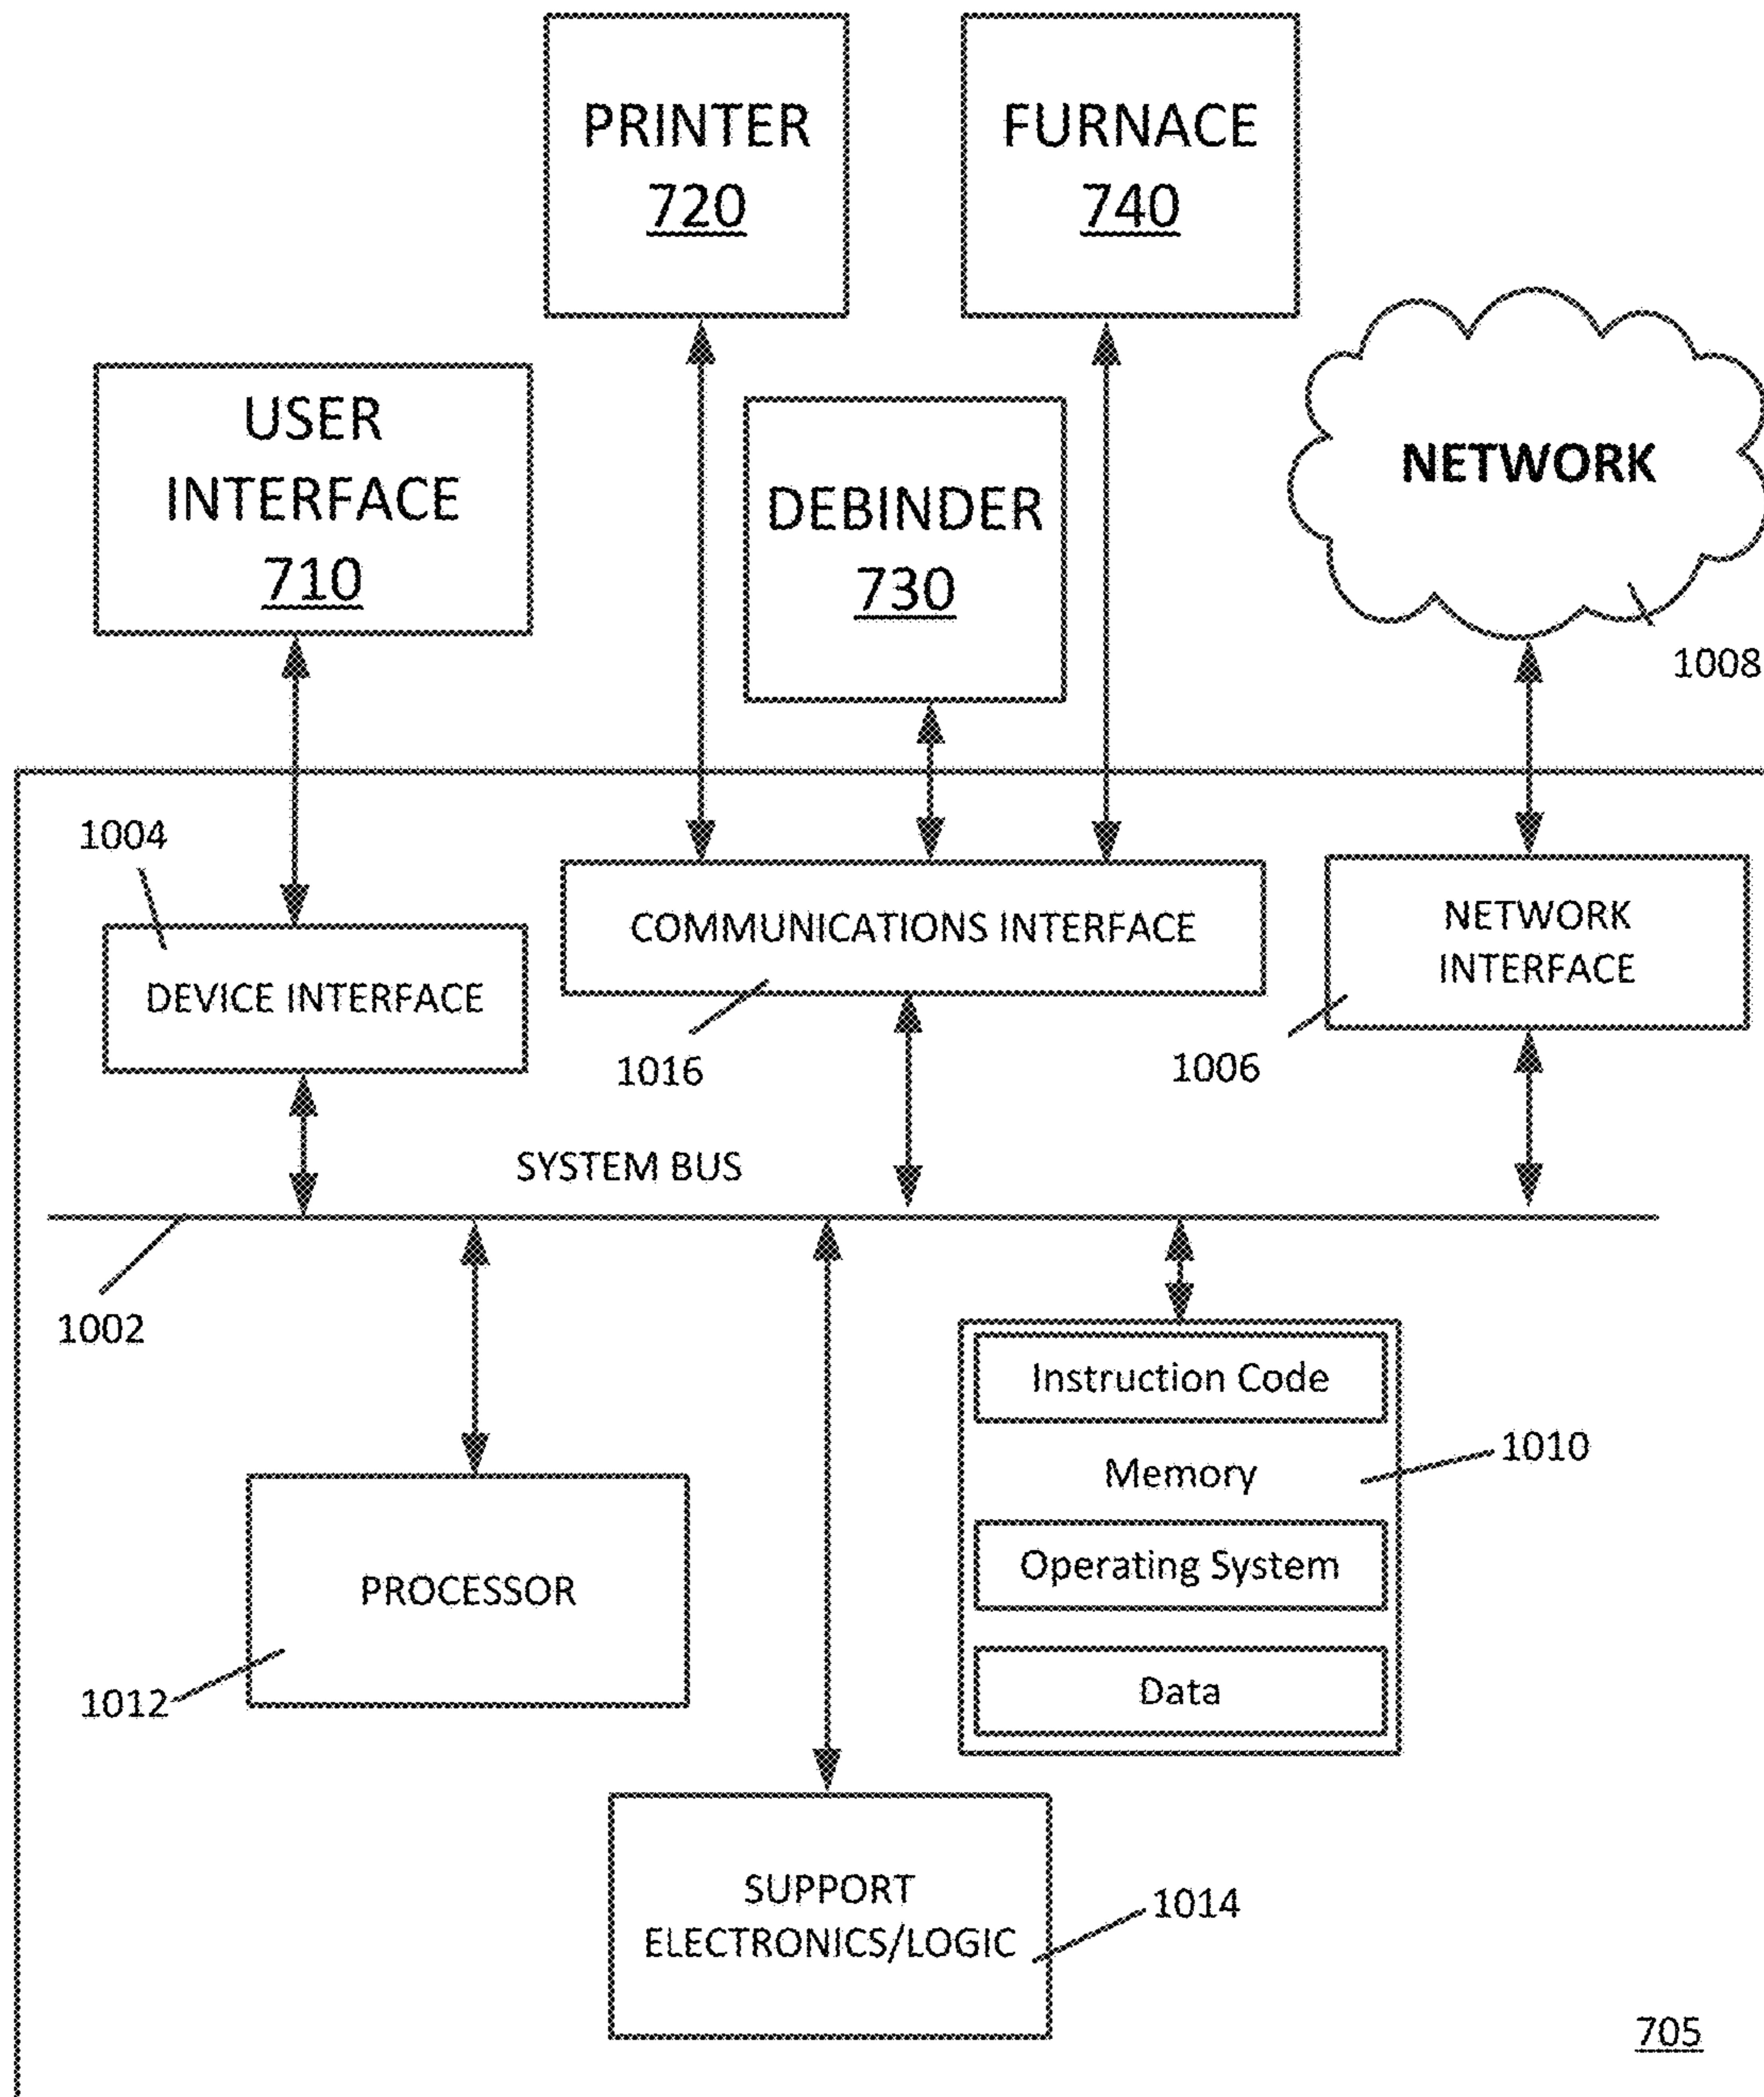 PRINTER
720
FURNACE
740
USER
INTERFACE
710
DEBINDER
730
NETWORK
1008
1004
DEVICE INTERFACE
COMMUNICATIONS INTERFACE
1016
NETWORK
INTERFACE
1006
SYSTEM BUS
1002
Instruction Code
Memory
1010
Operating System
Data
PROCESSOR
1012
SUPPORT
ELECTRONICS/LOGIC
1014
705